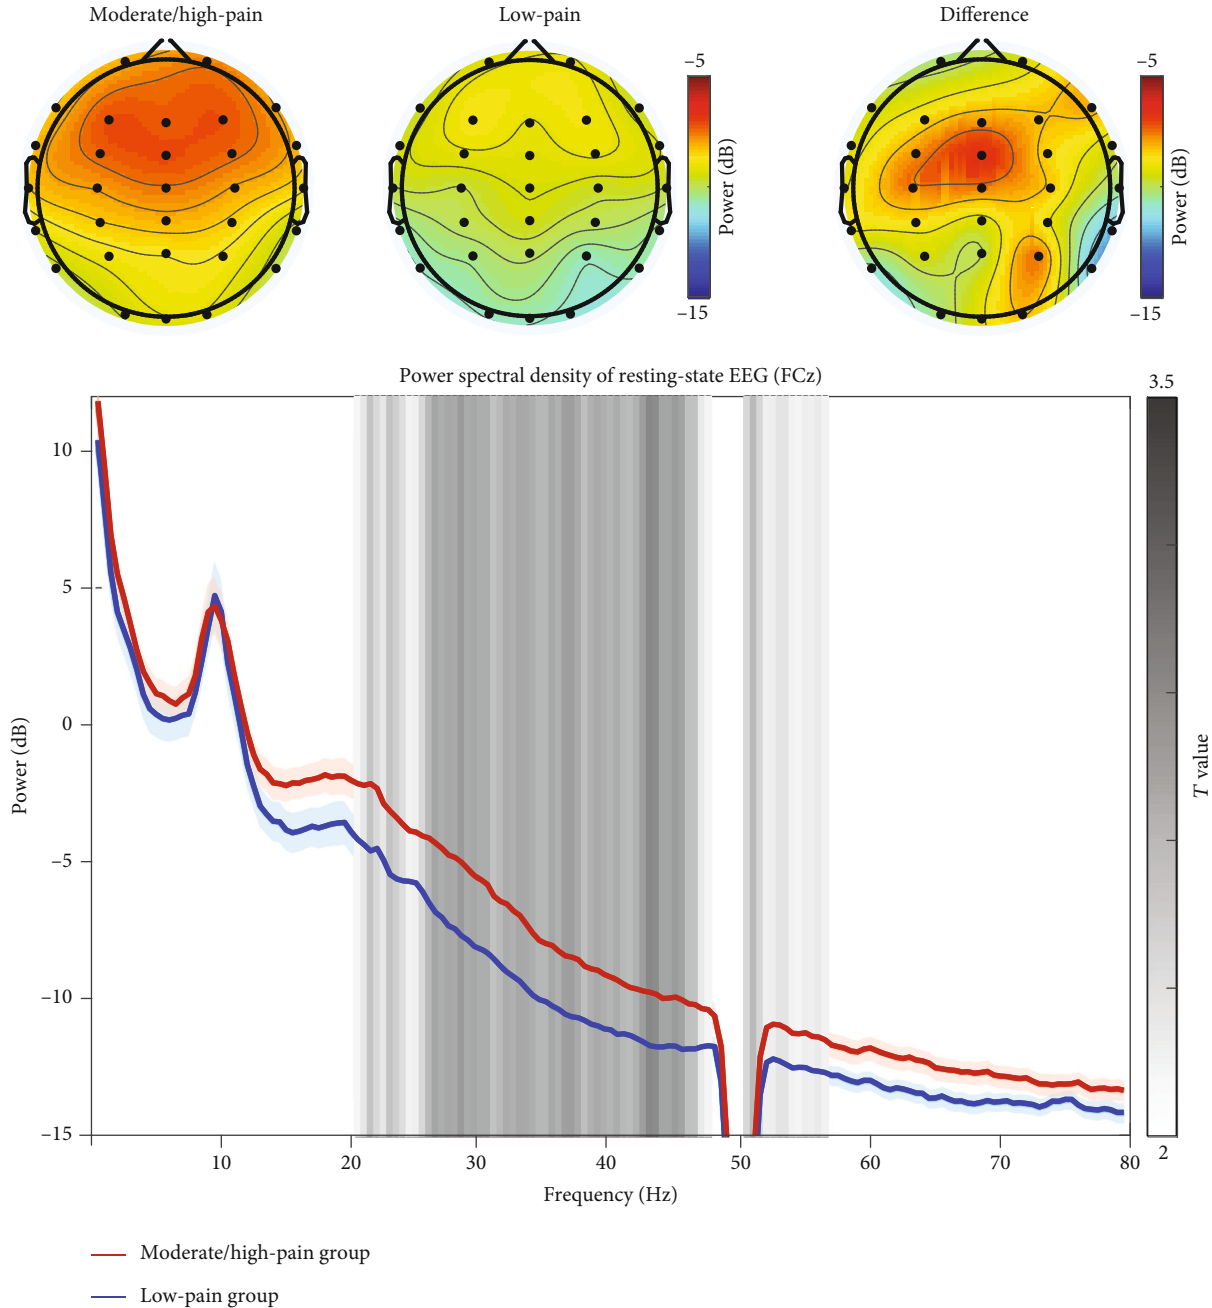 Moderate/high-pain
Low-pain
Difference
−5
Power (dB)
−15
−5
Power (dB)
−15
Power spectral density of resting-state EEG (FCz)
3.5
T value
2
10
5
0
−5
−10
−15
Power (dB)
10
20
30
40
50
60
70
80
Frequency (Hz)
Moderate/high-pain group
Low-pain group